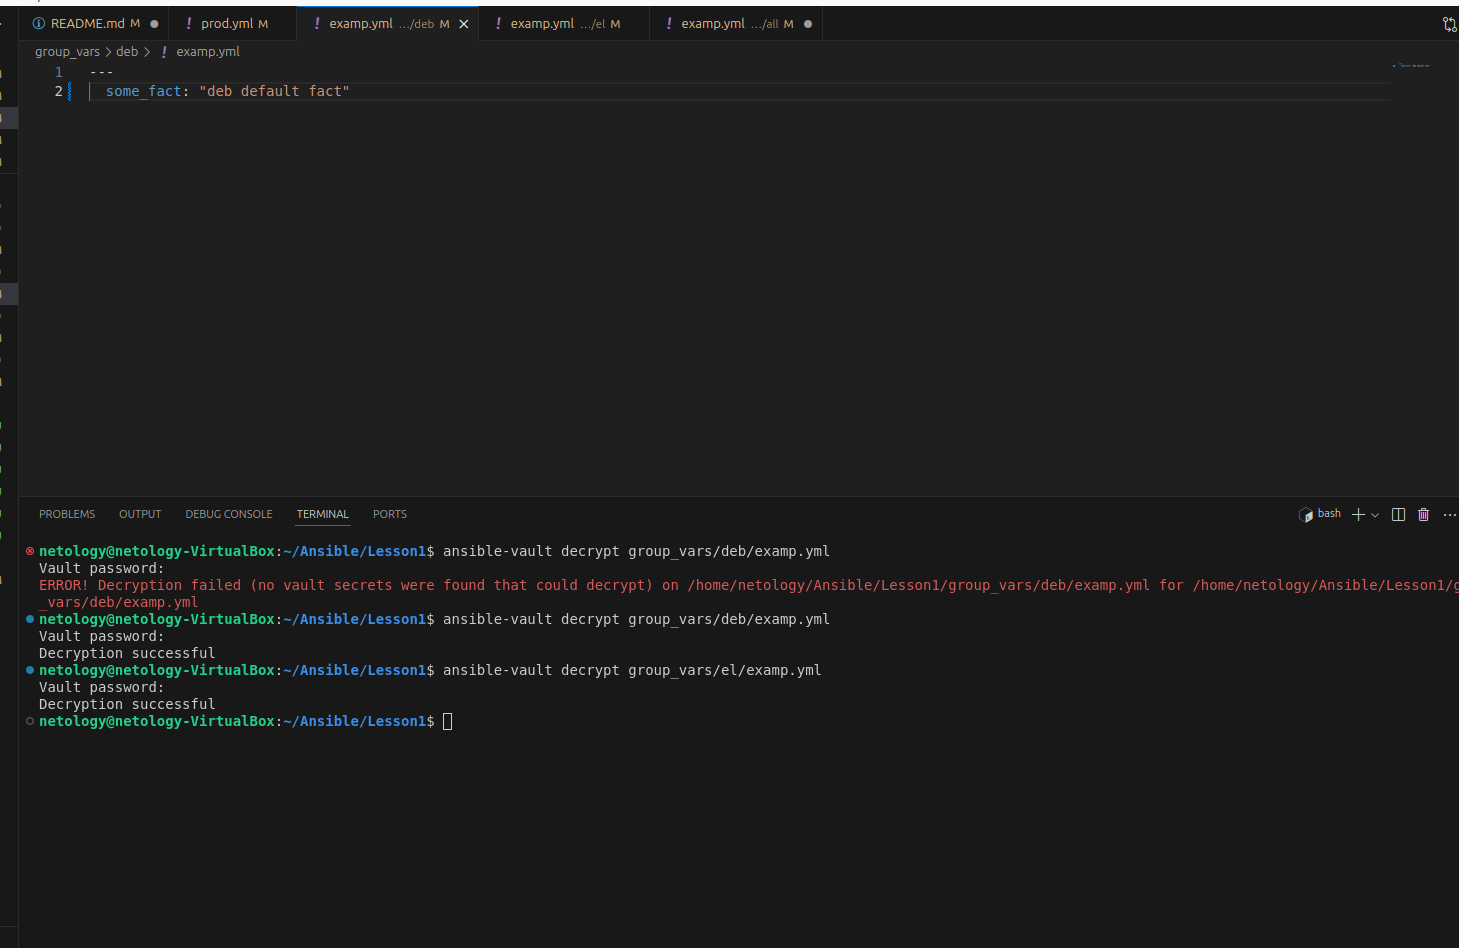 README.md M prod.yml M examp.yml .../deb M examp.yml .../el M examp.yml .../all M
group_vars > deb > examp.yml
1 ---
2 some_fact: "deb default fact"
PROBLEMS OUTPUT DEBUG CONSOLE TERMINAL PORTS bash
netology@netology-VirtualBox:~/Ansible/Lesson1$ ansible-vault decrypt group_vars/deb/examp.yml
Vault password:
ERROR! Decryption failed (no vault secrets were found that could decrypt) on /home/netology/Ansible/Lesson1/group_vars/deb/examp.yml for /home/netology/Ansible/Lesson1/g
_vars/deb/examp.yml
netology@netology-VirtualBox:~/Ansible/Lesson1$ ansible-vault decrypt group_vars/deb/examp.yml
Vault password:
Decryption successful
netology@netology-VirtualBox:~/Ansible/Lesson1$ ansible-vault decrypt group_vars/el/examp.yml
Vault password:
Decryption successful
netology@netology-VirtualBox:~/Ansible/Lesson1$